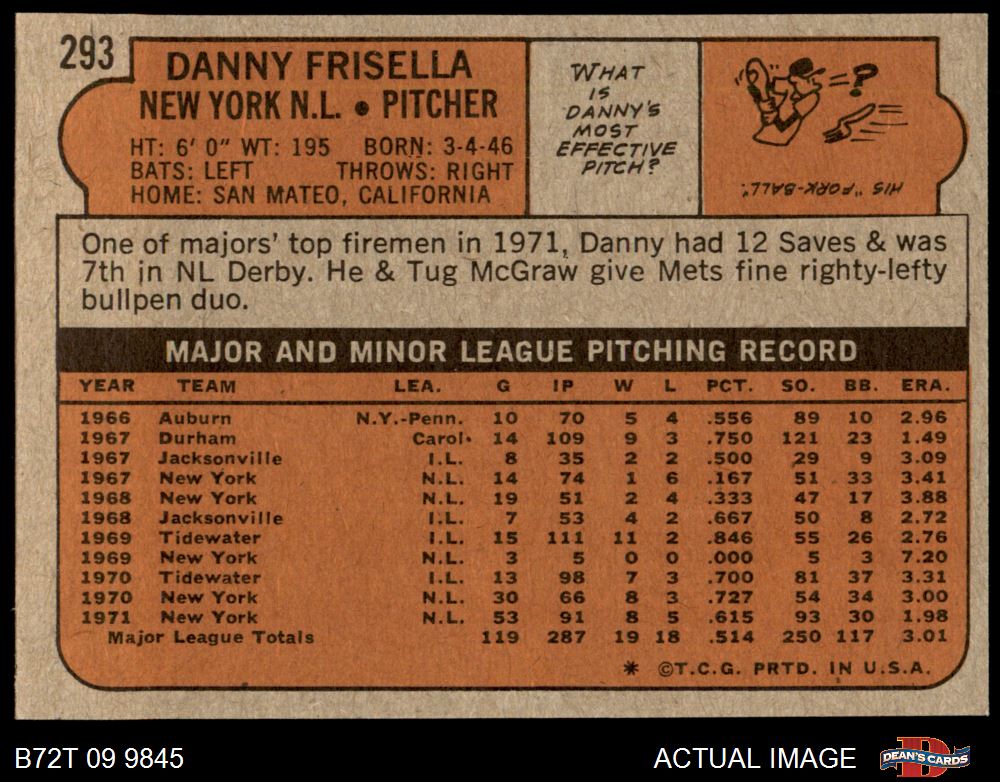 293
DANNY FRISELLA
NEW YORK N.L. • PITCHER
HT: 6' 0" WT: 195 BORN: 3-4-46
BATS: LEFT THROWS: RIGHT
HOME: SAN MATEO, CALIFORNIA
WHAT
IS
DANNY'S
MOST
EFFECTIVE
PITCH?
?
HIS "FORK-BALL".
One of majors' top firemen in 1971, Danny had 12 Saves & was
7th in NL Derby. He & Tug McGraw give Mets fine righty-lefty
bullpen duo.
MAJOR AND MINOR LEAGUE PITCHING RECORD
YEAR TEAM LEA. G IP W L PCT. SO. BB. ERA.
1966 Auburn N.Y.-Penn. 10 70 5 4 .556 89 10 2.96
1967 Durham Carol. 14 109 9 3 .750 121 23 1.49
1967 Jacksonville I.L. 8 35 2 2 .500 29 9 3.09
1967 New York N.L. 14 74 1 6 .167 51 33 3.41
1968 New York N.L. 19 51 2 4 .333 47 17 3.88
1968 Jacksonville I.L. 7 53 4 2 .667 50 8 2.72
1969 Tidewater I.L. 15 111 11 2 .846 55 26 2.76
1969 New York N.L. 3 5 0 0 .000 5 3 7.20
1970 Tidewater I.L. 13 98 7 3 .700 81 37 3.31
1970 New York N.L. 30 66 8 3 .727 54 34 3.00
1971 New York N.L. 53 91 8 5 .615 93 30 1.98
Major League Totals 119 287 19 18 .514 250 117 3.01
* ©T.C.G. PRTD. IN U.S.A.
B72T 09 9845
ACTUAL IMAGE
DEAN'S CARDS